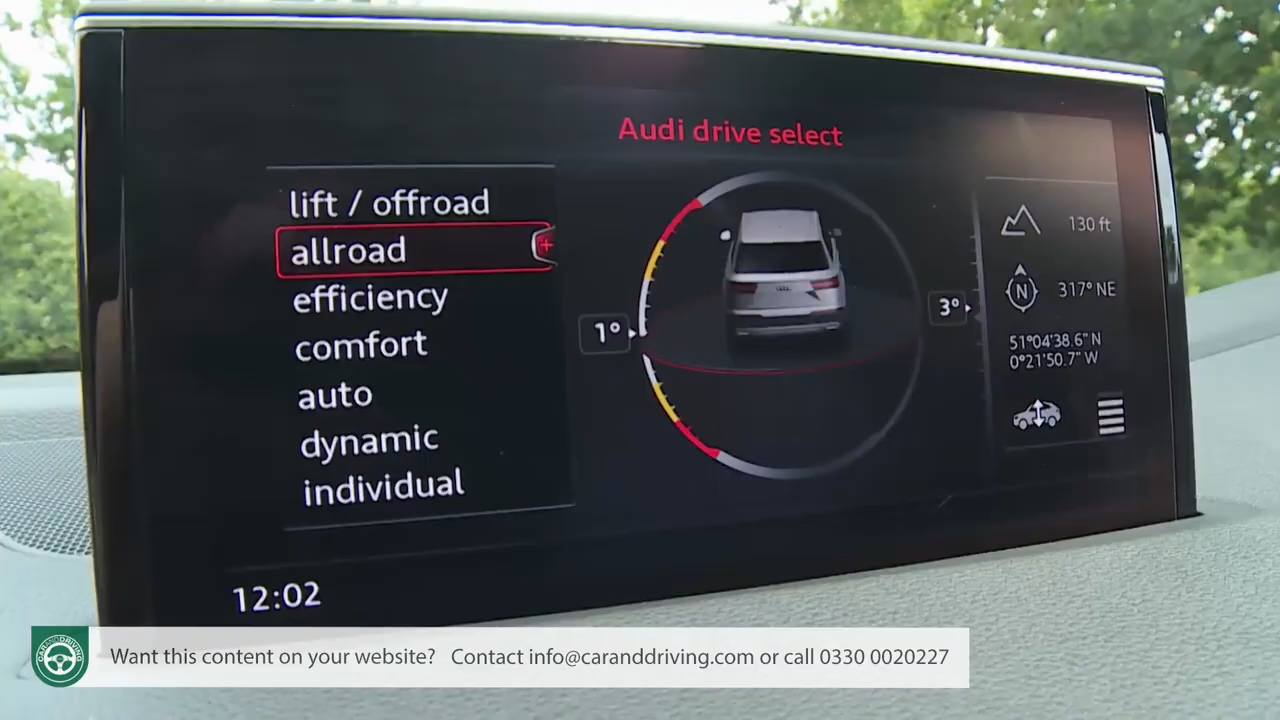 Audi drive select
lift / offroad
allroad
efficiency
comfort
auto
dynamic
individual
1°
3°
130 ft
N
317° NE
51°04'38.6" N
0°21'50.7" W
12:02
CARANDDRIVING
Want this content on your website? Contact info@caranddriving.com or call 0330 0020227